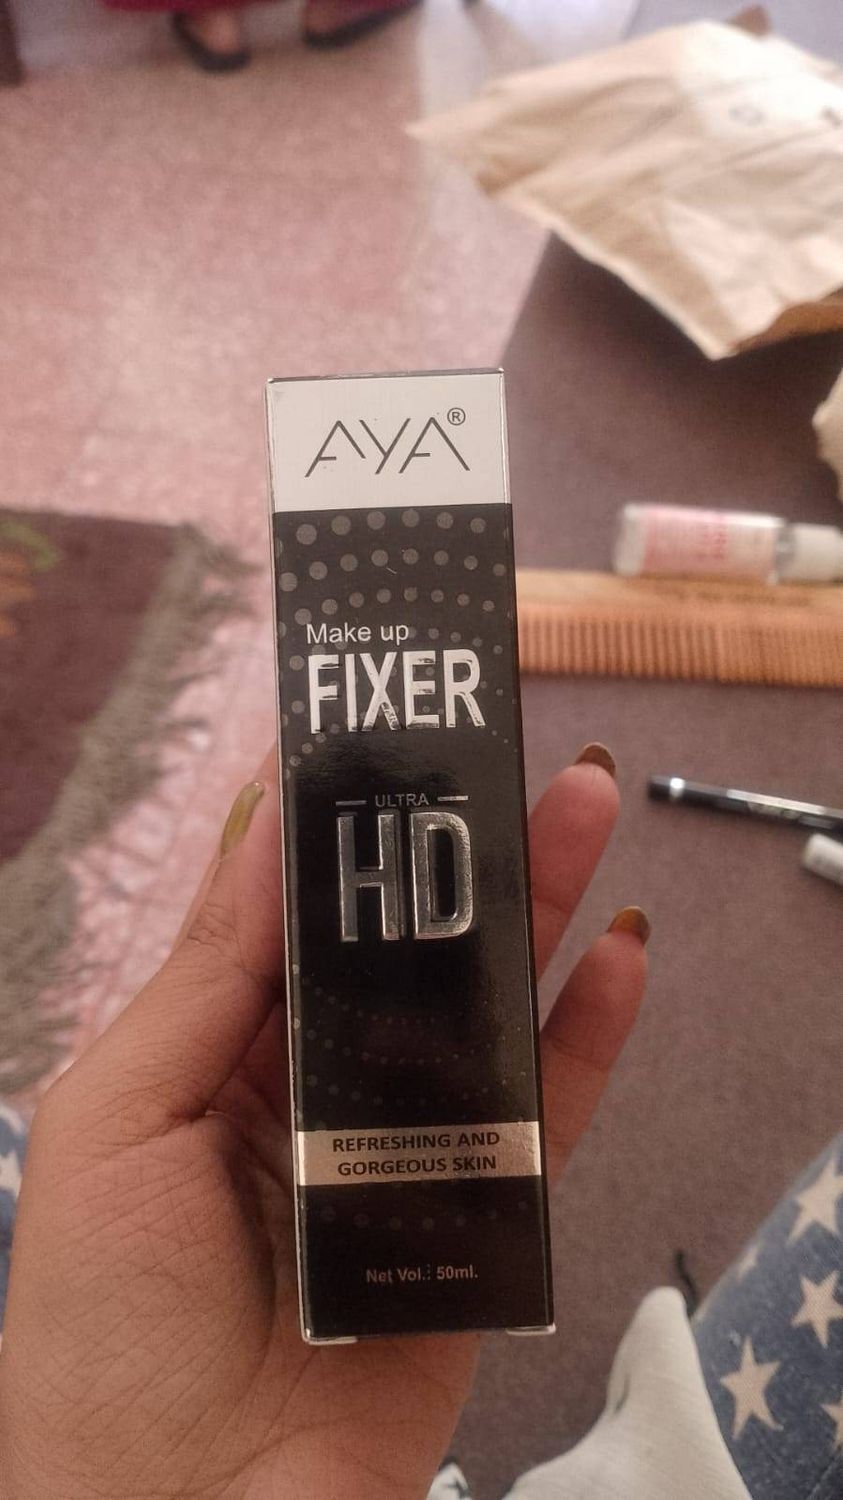 AYA®
Make up
FIXER
ULTRA
HD
REFRESHING AND
GORGEOUS SKIN
Net Vol.: 50ml.